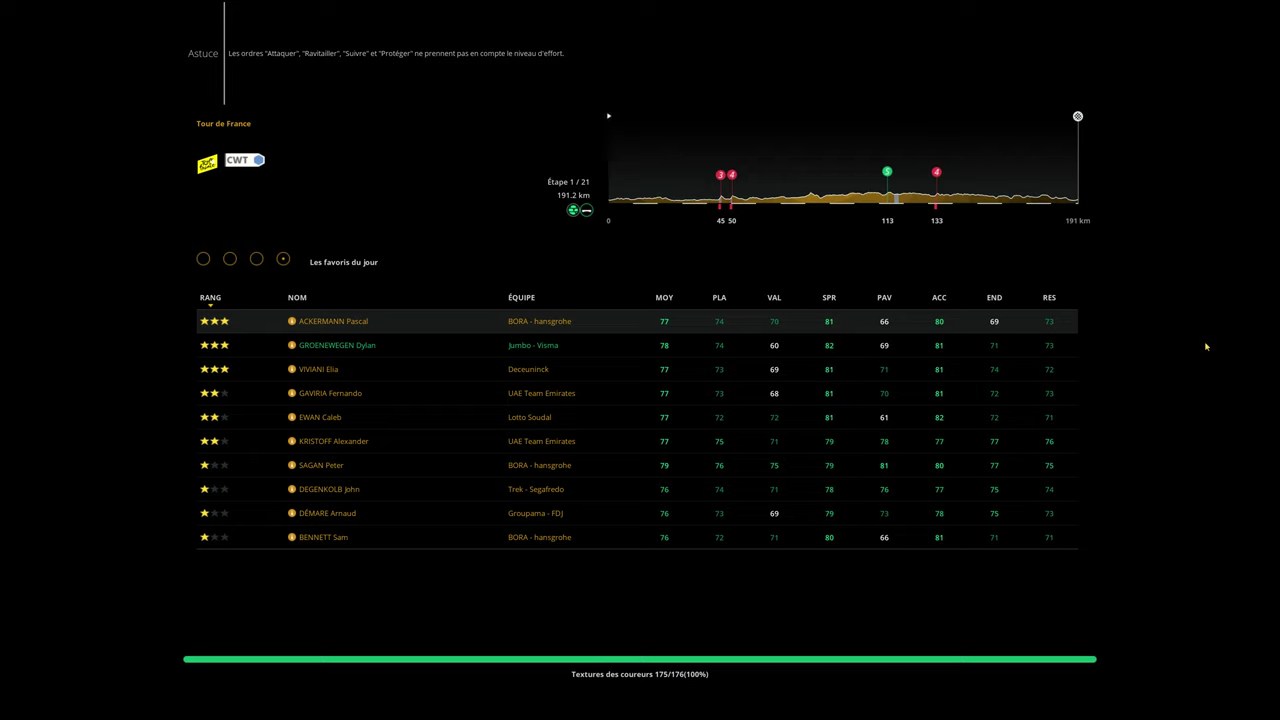 Astuce
Les ordres "Attaquer", "Ravitailler", "Suivre" et "Protéger" ne prennent pas en compte le niveau d'effort.
Tour de France
CWT
Étape 1 / 21
191.2 km
3 4 S 4
0 45 50 113 133 191 km
Les favoris du jour
RANG NOM ÉQUIPE MOY PLA VAL SPR PAV ACC END RES
ACKERMANN Pascal BORA - hansgrohe 77 74 70 81 66 80 69 73
GROENEWEGEN Dylan Jumbo - Visma 78 74 60 82 69 81 71 73
VIVIANI Elia Deceuninck 77 73 69 81 71 81 74 72
GAVIRIA Fernando UAE Team Emirates 77 73 68 81 70 81 72 73
EWAN Caleb Lotto Soudal 77 72 72 81 61 82 72 71
KRISTOFF Alexander UAE Team Emirates 77 75 71 79 78 77 77 76
SAGAN Peter BORA - hansgrohe 79 76 75 79 81 80 77 75
DEGENKOLB John Trek - Segafredo 76 74 71 78 76 77 75 74
DÉMARE Arnaud Groupama - FDJ 76 73 69 79 73 78 75 73
BENNETT Sam BORA - hansgrohe 76 72 71 80 66 81 71 71
Textures des coureurs 175/176(100%)